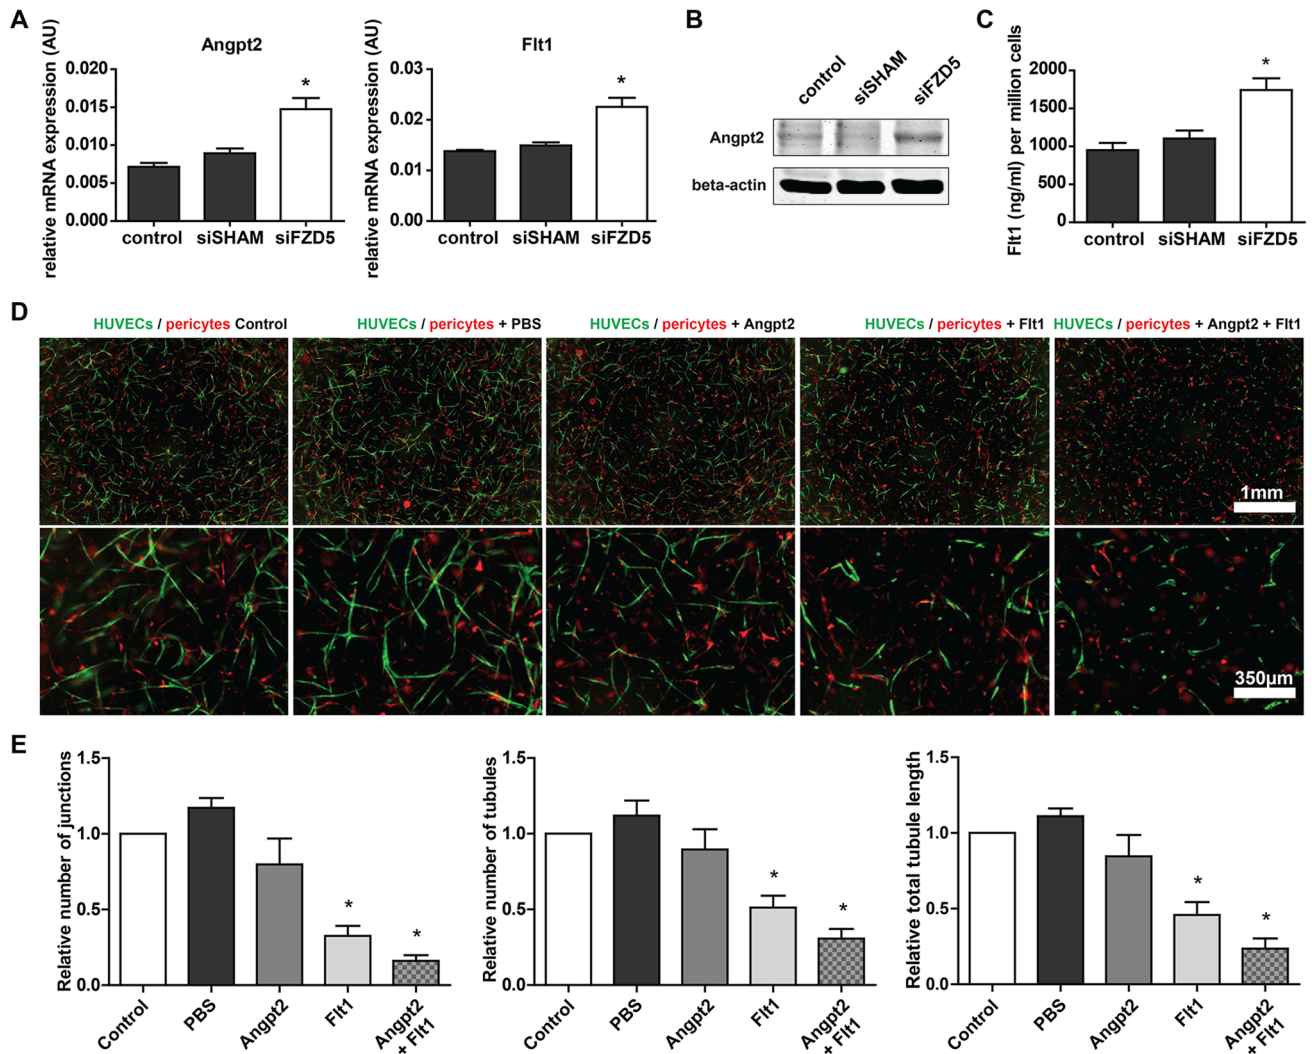 A
Angpt2
relative mRNA expression (AU)
0.020
0.015
0.010
0.005
0.000
control siSHAM siFZD5
*
Flt1
relative mRNA expression (AU)
0.03
0.02
0.01
0.00
control siSHAM siFZD5
*
B
control siSHAM siFZD5
Angpt2
beta-actin
C
Flt1 (ng/ml) per million cells
2000
1500
1000
500
0
control siSHAM siFZD5
*
D
HUVECs / pericytes Control
HUVECs / pericytes + PBS
HUVECs / pericytes + Angpt2
HUVECs / pericytes + Flt1
HUVECs / pericytes + Angpt2 + Flt1
1mm
350μm
E
Relative number of junctions
1.5
1.0
0.5
0.0
*
*
Control
PBS
Angpt2
Flt1
Angpt2
+ Flt1
Relative number of tubules
1.5
1.0
0.5
0.0
*
*
Control
PBS
Angpt2
Flt1
Angpt2
+ Flt1
Relative total tubule length
1.5
1.0
0.5
0.0
*
*
Control
PBS
Angpt2
Flt1
Angpt2
+ Flt1